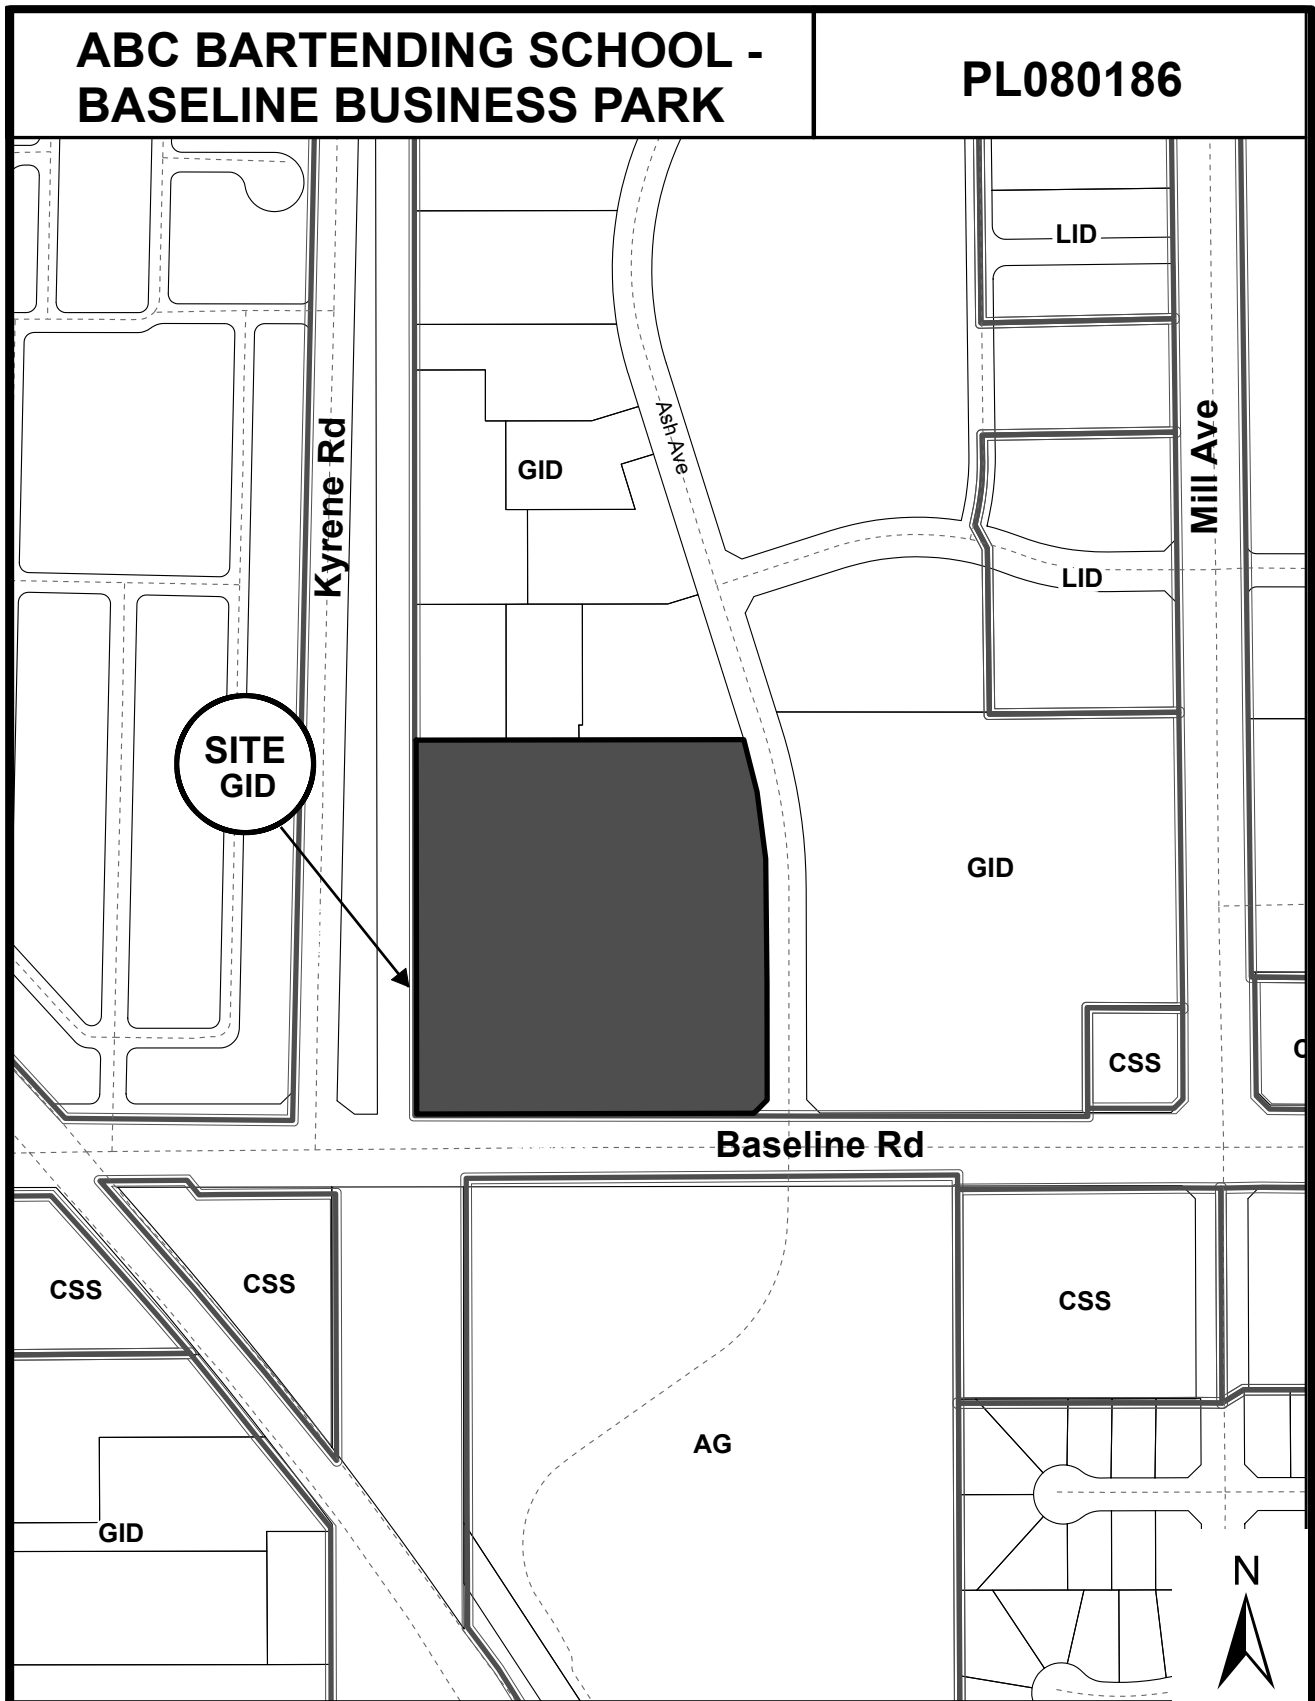 ABC BARTENDING SCHOOL -
BASELINE BUSINESS PARK
PL080186
LID
Ash Ave
Mill Ave
Kyrene Rd
GID
LID
SITE
GID
GID
CSS
Baseline Rd
CSS
CSS
CSS
AG
GID
N